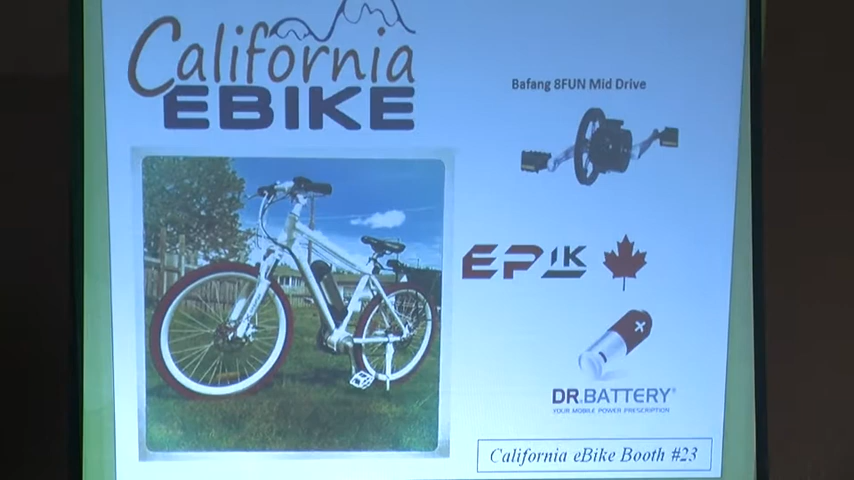 California
EBIKE
Bafang 8FUN Mid Drive
EPIK
DR.BATTERY®
YOUR MOBILE POWER PRESCRIPTION
California eBike Booth #23